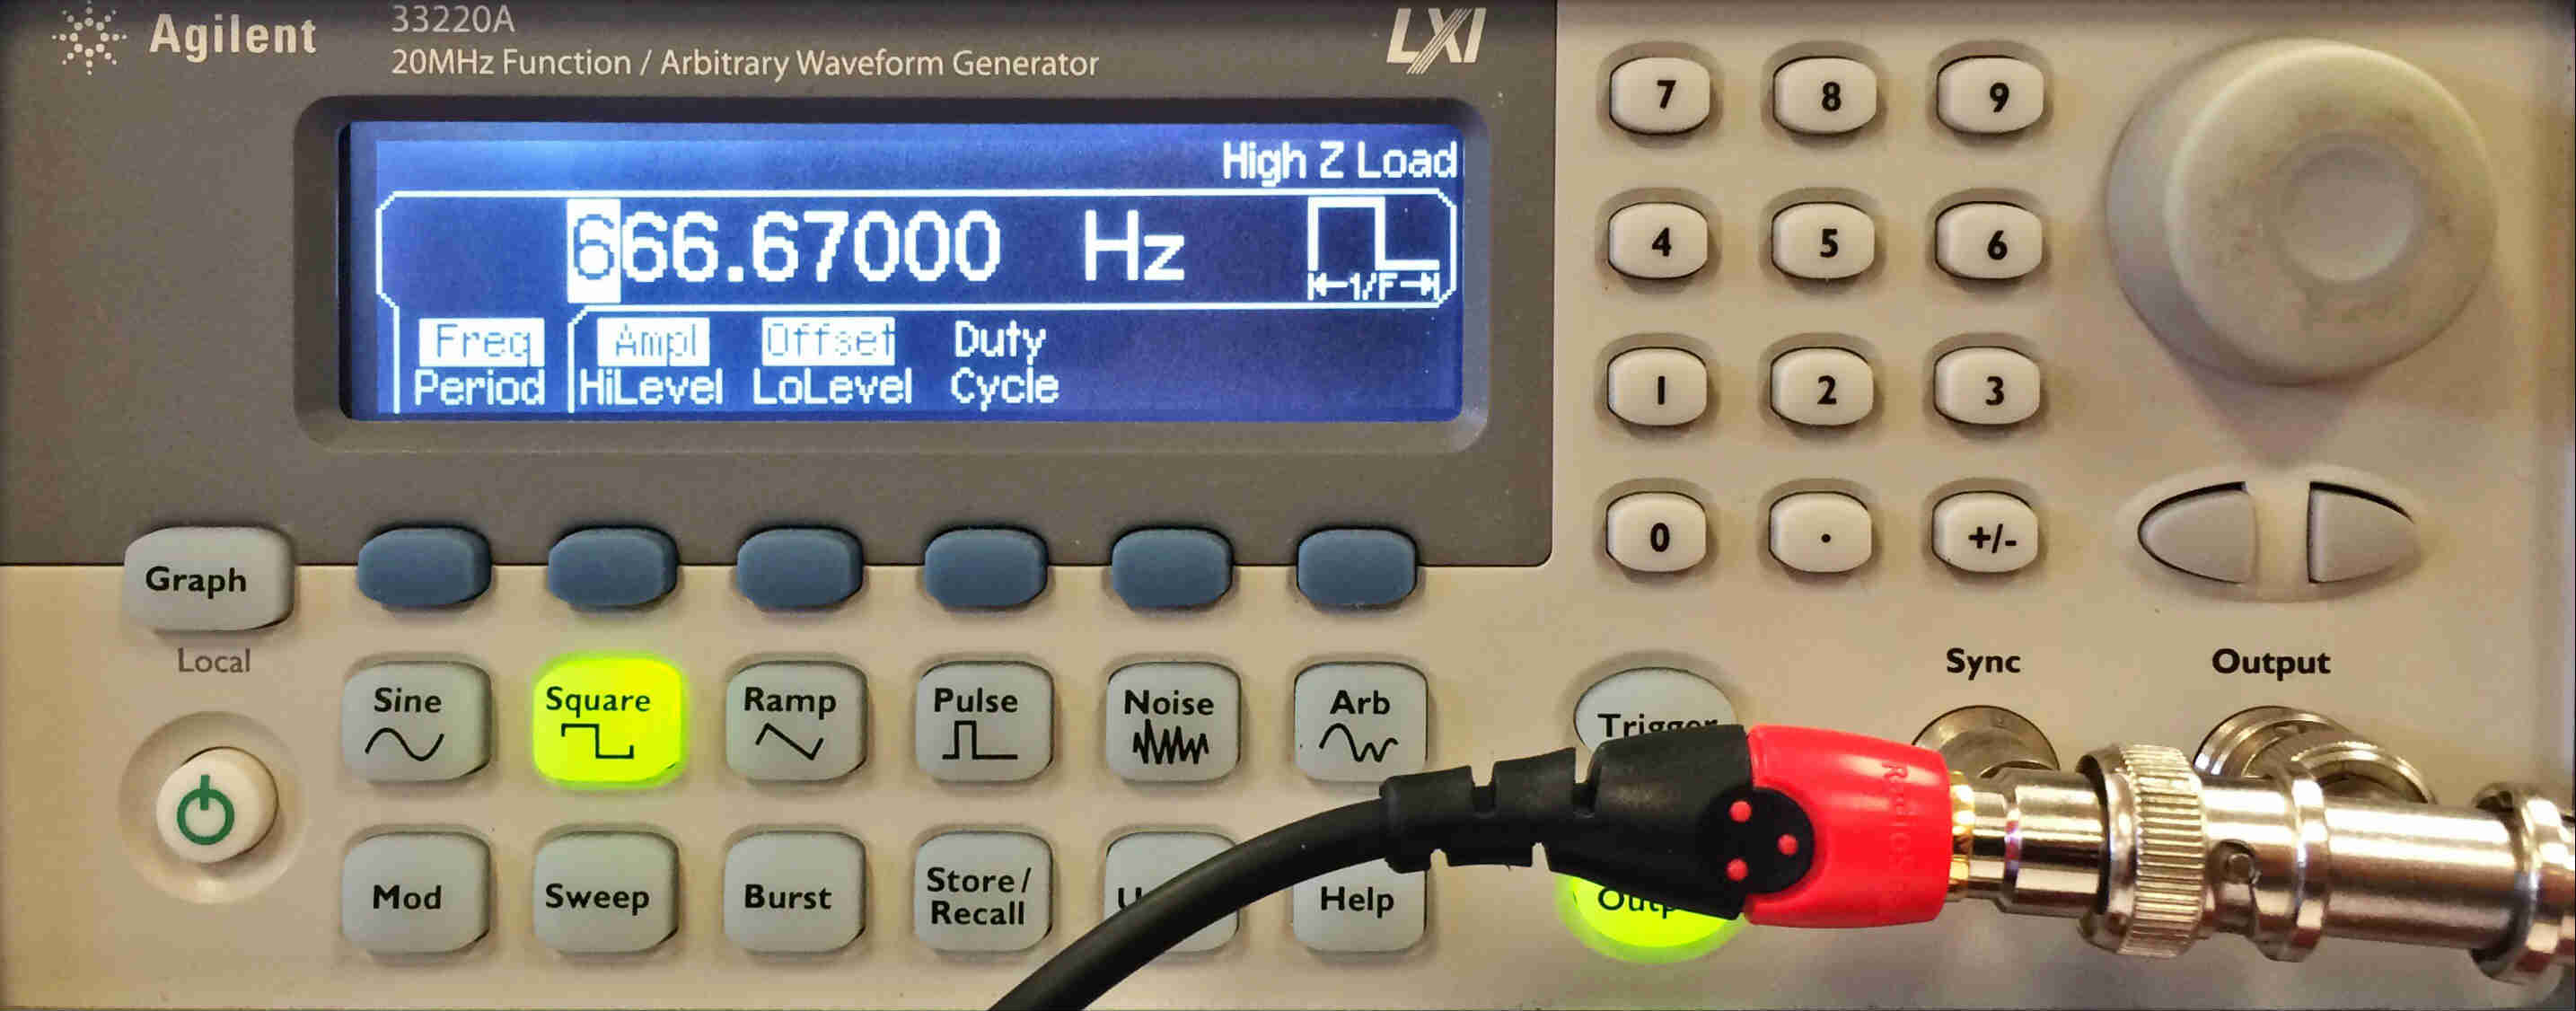 Agilent
33220A
20MHz Function / Arbitrary Waveform Generator
LXI
High Z Load
666.67000 Hz
1/F
Freq Ampl Offset Duty
Period HiLevel LoLevel Cycle
7 8 9
4 5 6
1 2 3
0 . +/-
Graph
Local
Sync Output
Sine Square Ramp Pulse Noise Arb
Trigger
Mod Sweep Burst Store/
Recall
Help